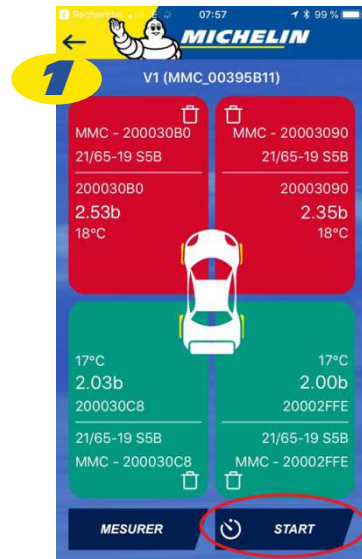 Recherche 07:57 99 %
MICHELIN
1
V1 (MMC_00395B11)
MMC - 200030B0
21/65-19 S5B
200030B0
2.53b
18°C
MMC - 20003090
21/65-19 S5B
20003090
2.35b
18°C
17°C
2.03b
200030C8
21/65-19 S5B
MMC - 200030C8
17°C
2.00b
20002FFE
21/65-19 S5B
MMC - 20002FFE
MESURER
START